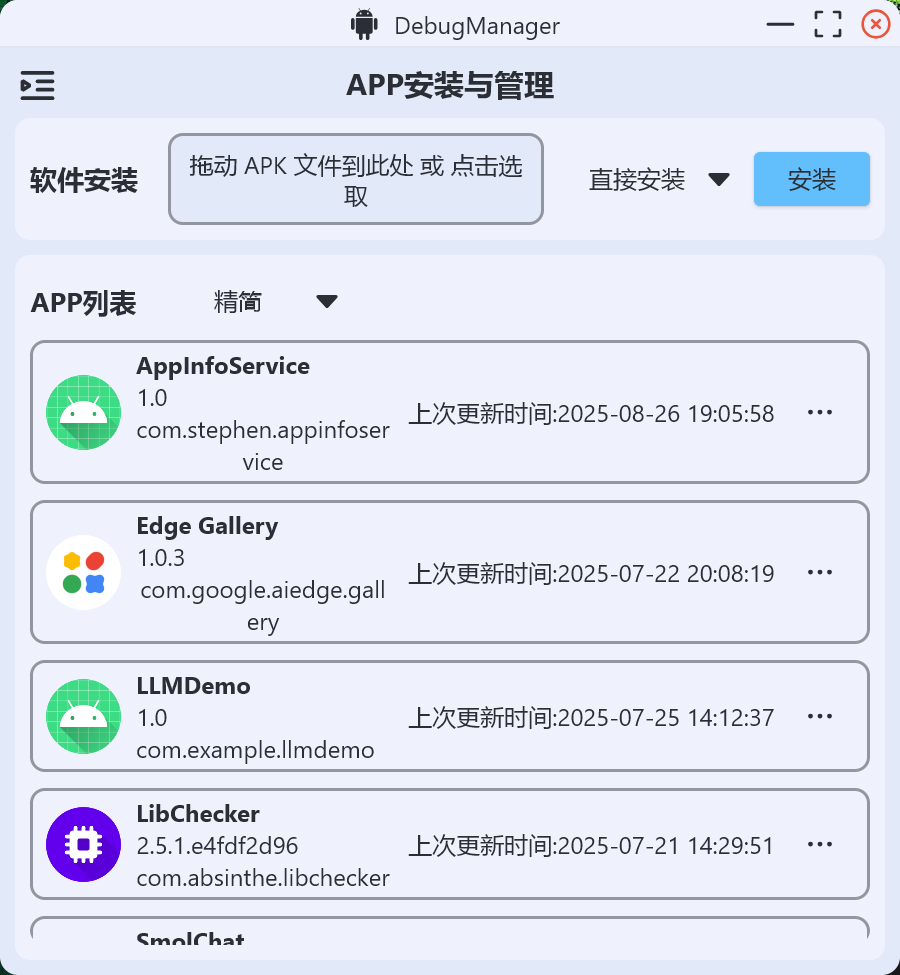 DebugManager
APP安装与管理
软件安装
拖动 APK 文件到此处 或 点击选
取
直接安装
安装
APP列表
精简
AppInfoService
1.0
com.stephen.appinfoser
vice
上次更新时间:2025-08-26 19:05:58
Edge Gallery
1.0.3
com.google.aiedge.gall
ery
上次更新时间:2025-07-22 20:08:19
LLMDemo
1.0
com.example.llmdemo
上次更新时间:2025-07-25 14:12:37
LibChecker
2.5.1.e4fdf2d96
com.absinthe.libchecker
上次更新时间:2025-07-21 14:29:51
SmolChat